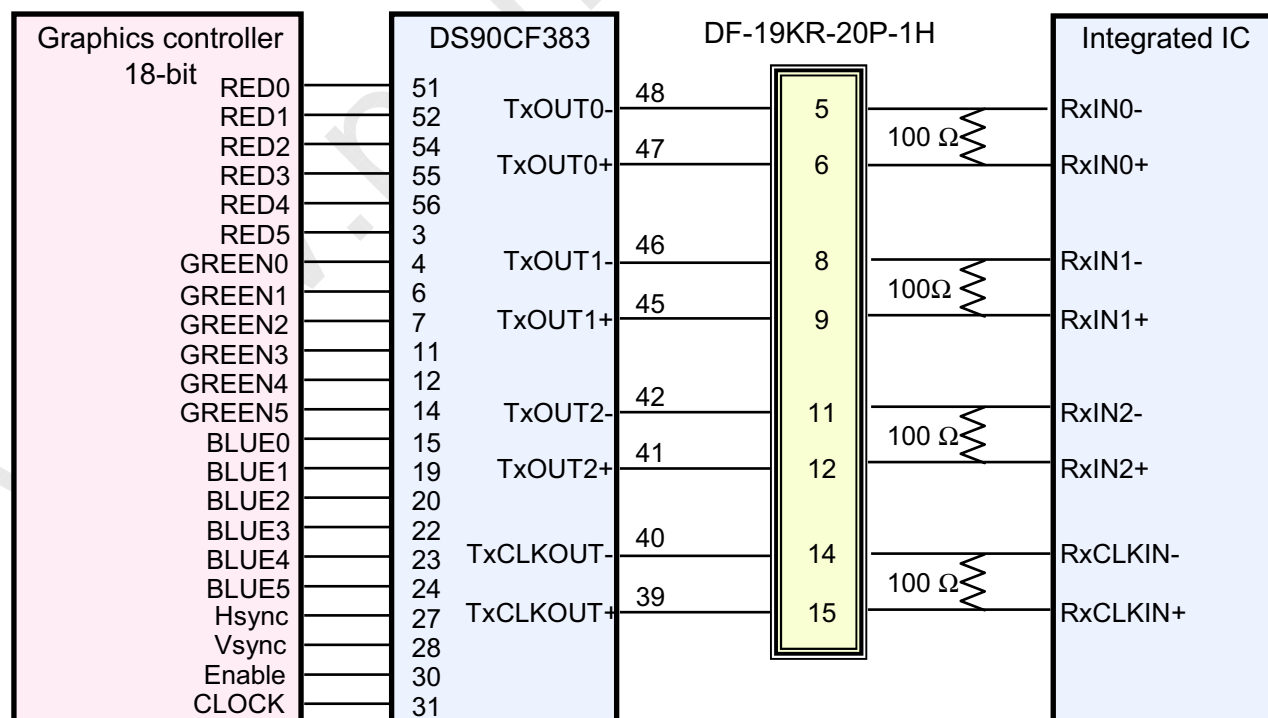 Graphics controller
18-bit
RED0
RED1
RED2
RED3
RED4
RED5
GREEN0
GREEN1
GREEN2
GREEN3
GREEN4
GREEN5
BLUE0
BLUE1
BLUE2
BLUE3
BLUE4
BLUE5
Hsync
Vsync
Enable
CLOCK
DS90CF383
51
52
54
55
56
3
4
6
7
11
12
14
15
19
20
22
23
24
27
28
30
31
TxOUT0-
TxOUT0+
TxOUT1-
TxOUT1+
TxOUT2-
TxOUT2+
TxCLKOUT-
TxCLKOUT+
48
47
46
45
42
41
40
39
DF-19KR-20P-1H
5
6
8
9
11
12
14
15
100 Ω
100Ω
100 Ω
100 Ω
Integrated IC
RxIN0-
RxIN0+
RxIN1-
RxIN1+
RxIN2-
RxIN2+
RxCLKIN-
RxCLKIN+